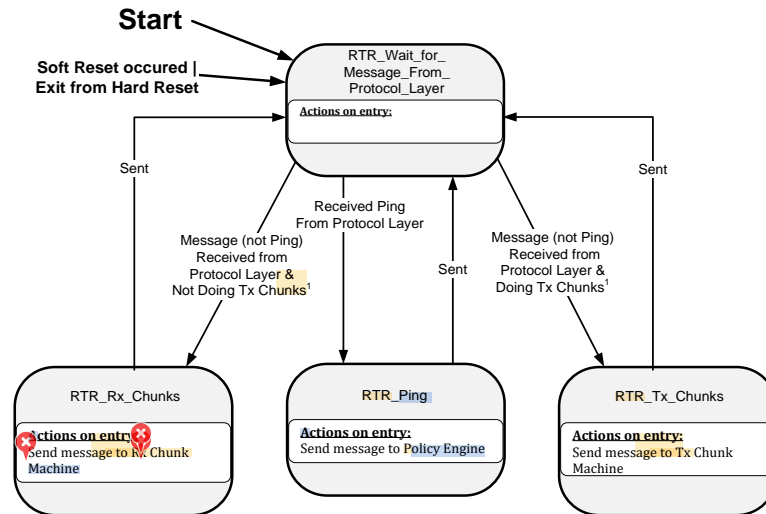 Start
Soft Reset occured |
Exit from Hard Reset
RTR_Wait_for_
Message_From_
Protocol_Layer
Actions on entry:
Sent
Message (not Ping)
Received from
Protocol Layer &
Not Doing Tx Chunks¹
Received Ping
From Protocol Layer
Sent
Message (not Ping)
Received from
Protocol Layer &
Doing Tx Chunks¹
Sent
RTR_Rx_Chunks
Actions on entry:
Send message to Rx Chunk
Machine
RTR_Ping
Actions on entry:
Send message to Policy Engine
RTR_Tx_Chunks
Actions on entry:
Send message to Tx Chunk
Machine